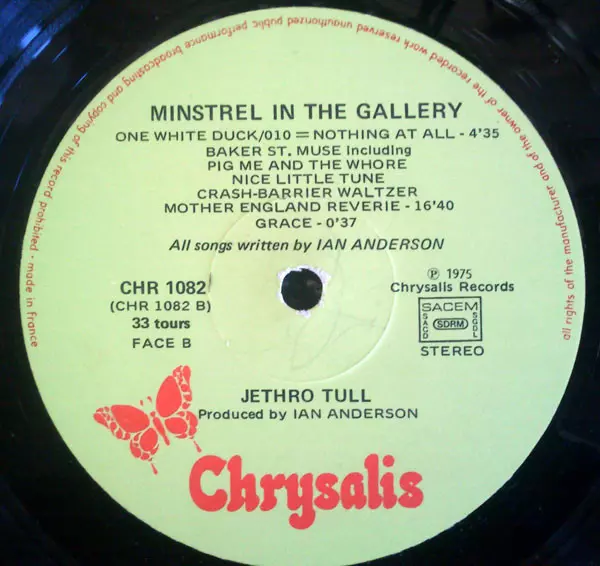 all rights of the manufacturer and of the owner of the recorded work reserved unauthorized public performance broadcasting and copying of this record prohibited - made in france
MINSTREL IN THE GALLERY
ONE WHITE DUCK/010 = NOTHING AT ALL - 4'35
BAKER ST. MUSE including
PIG ME AND THE WHORE
NICE LITTLE TUNE
CRASH-BARRIER WALTZER
MOTHER ENGLAND REVERIE - 16'40
GRACE - 0'37
All songs written by IAN ANDERSON
CHR 1082
(CHR 1082 B)
33 tours
FACE B
℗ 1975
Chrysalis Records
SACEM
SACD
SDRM
SGDL
STEREO
JETHRO TULL
Produced by IAN ANDERSON
Chrysalis